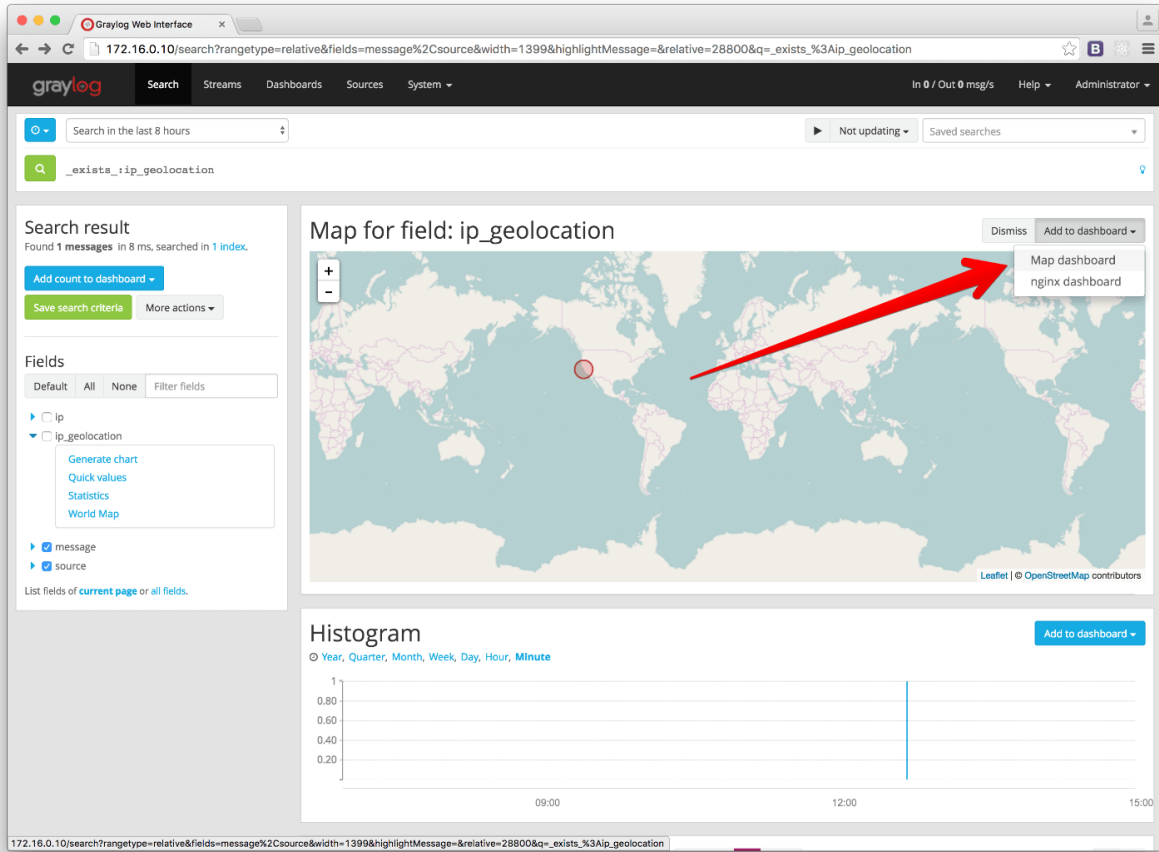 Graylog Web Interface
172.16.0.10/search?rangetype=relative&fields=message%2Csource&width=1399&highlightMessage=&relative=28800&q=_exists_%3Aip_geolocation
B
graylog Search Streams Dashboards Sources System In 0 / Out 0 msg/s Help Administrator
Search in the last 8 hours Not updating Saved searches
_exists_:ip_geolocation
Search result
Found 1 messages in 8 ms, searched in 1 index.
Add count to dashboard
Save search criteria More actions
Fields
Default All None Filter fields
ip
ip_geolocation
Generate chart
Quick values
Statistics
World Map
message
source
List fields of current page or all fields.
Map for field: ip_geolocation
Dismiss Add to dashboard
Map dashboard
nginx dashboard
+
-
Leaflet | © OpenStreetMap contributors
Histogram
Add to dashboard
Year, Quarter, Month, Week, Day, Hour, Minute
1
0.80
0.60
0.40
0.20
09:00 12:00 15:00
172.16.0.10/search?rangetype=relative&fields=message%2Csource&width=1399&highlightMessage=&relative=28800&q=_exists_%3Aip_geolocation